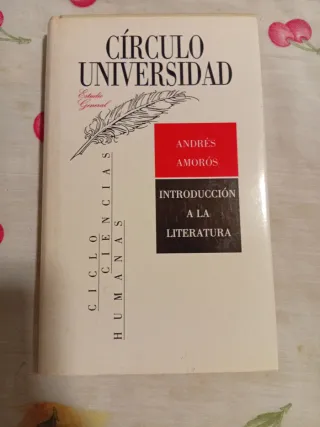 CÍRCULO
UNIVERSIDAD
Estudio
General
ANDRÉS
AMORÓS
INTRODUCCIÓN
A LA
LITERATURA
CICLO
CIENCIAS
HUMANAS